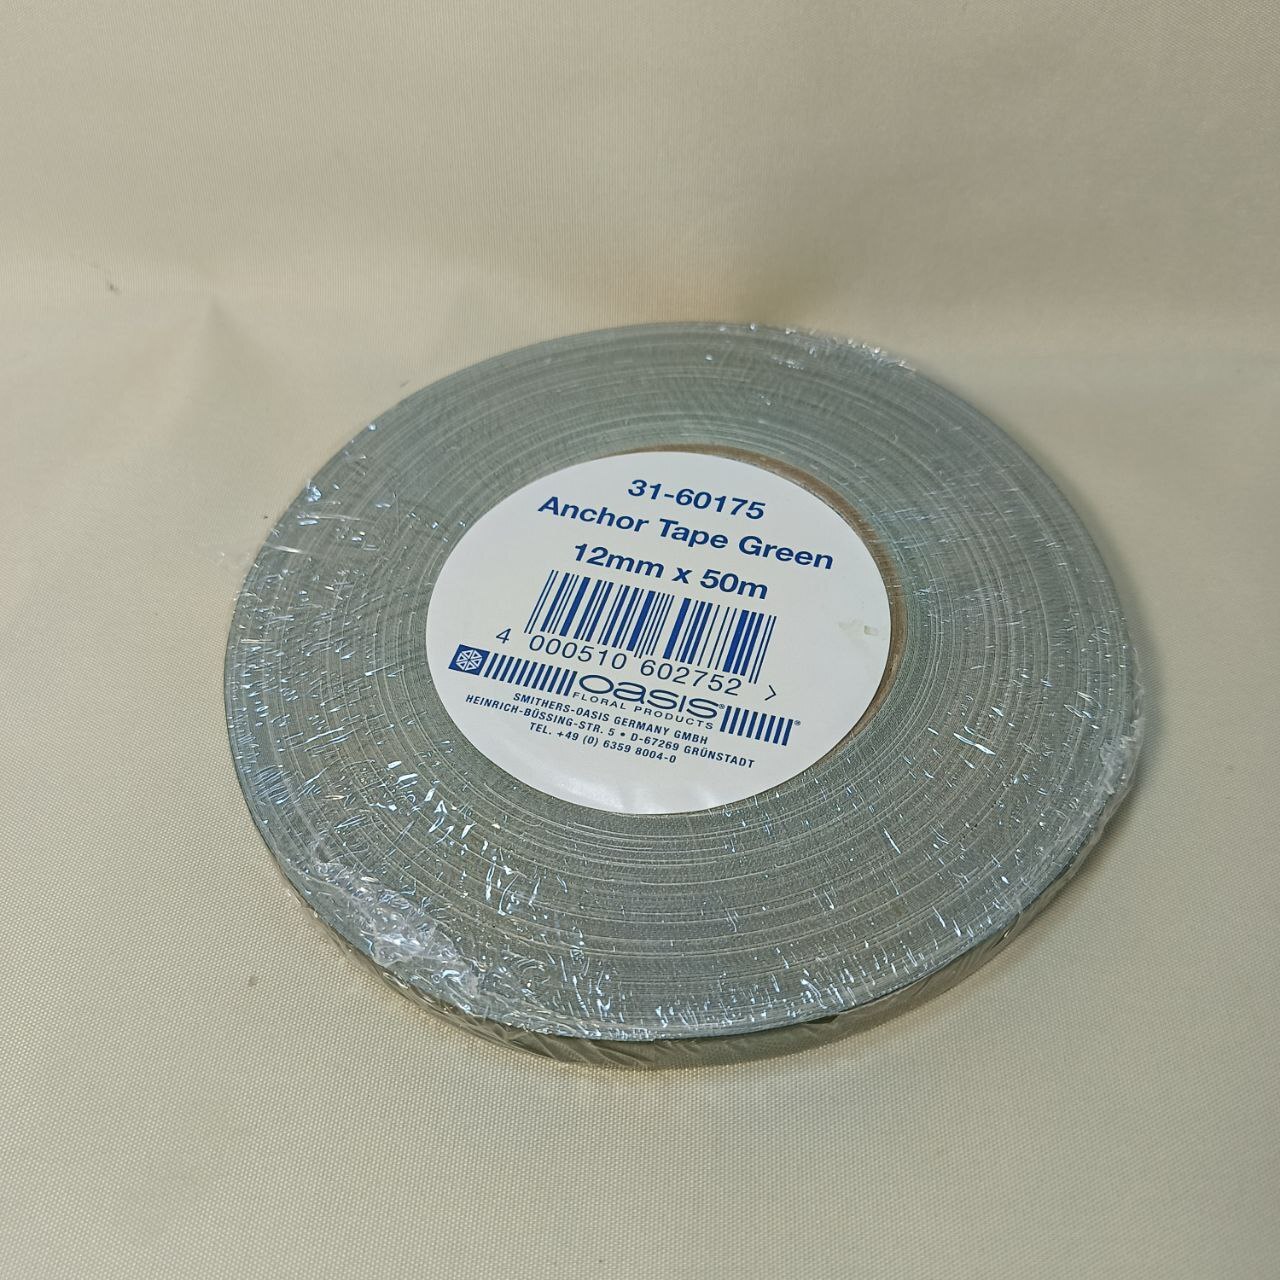 31-60175
Anchor Tape Green
12mm x 50m
4 000510 602752 >
OASIS®
FLORAL PRODUCTS ®
SMITHERS-OASIS GERMANY GMBH
HEINRICH-BÜSSING-STR. 5 • D-67269 GRÜNSTADT
TEL. +49 (0) 6359 8004-0